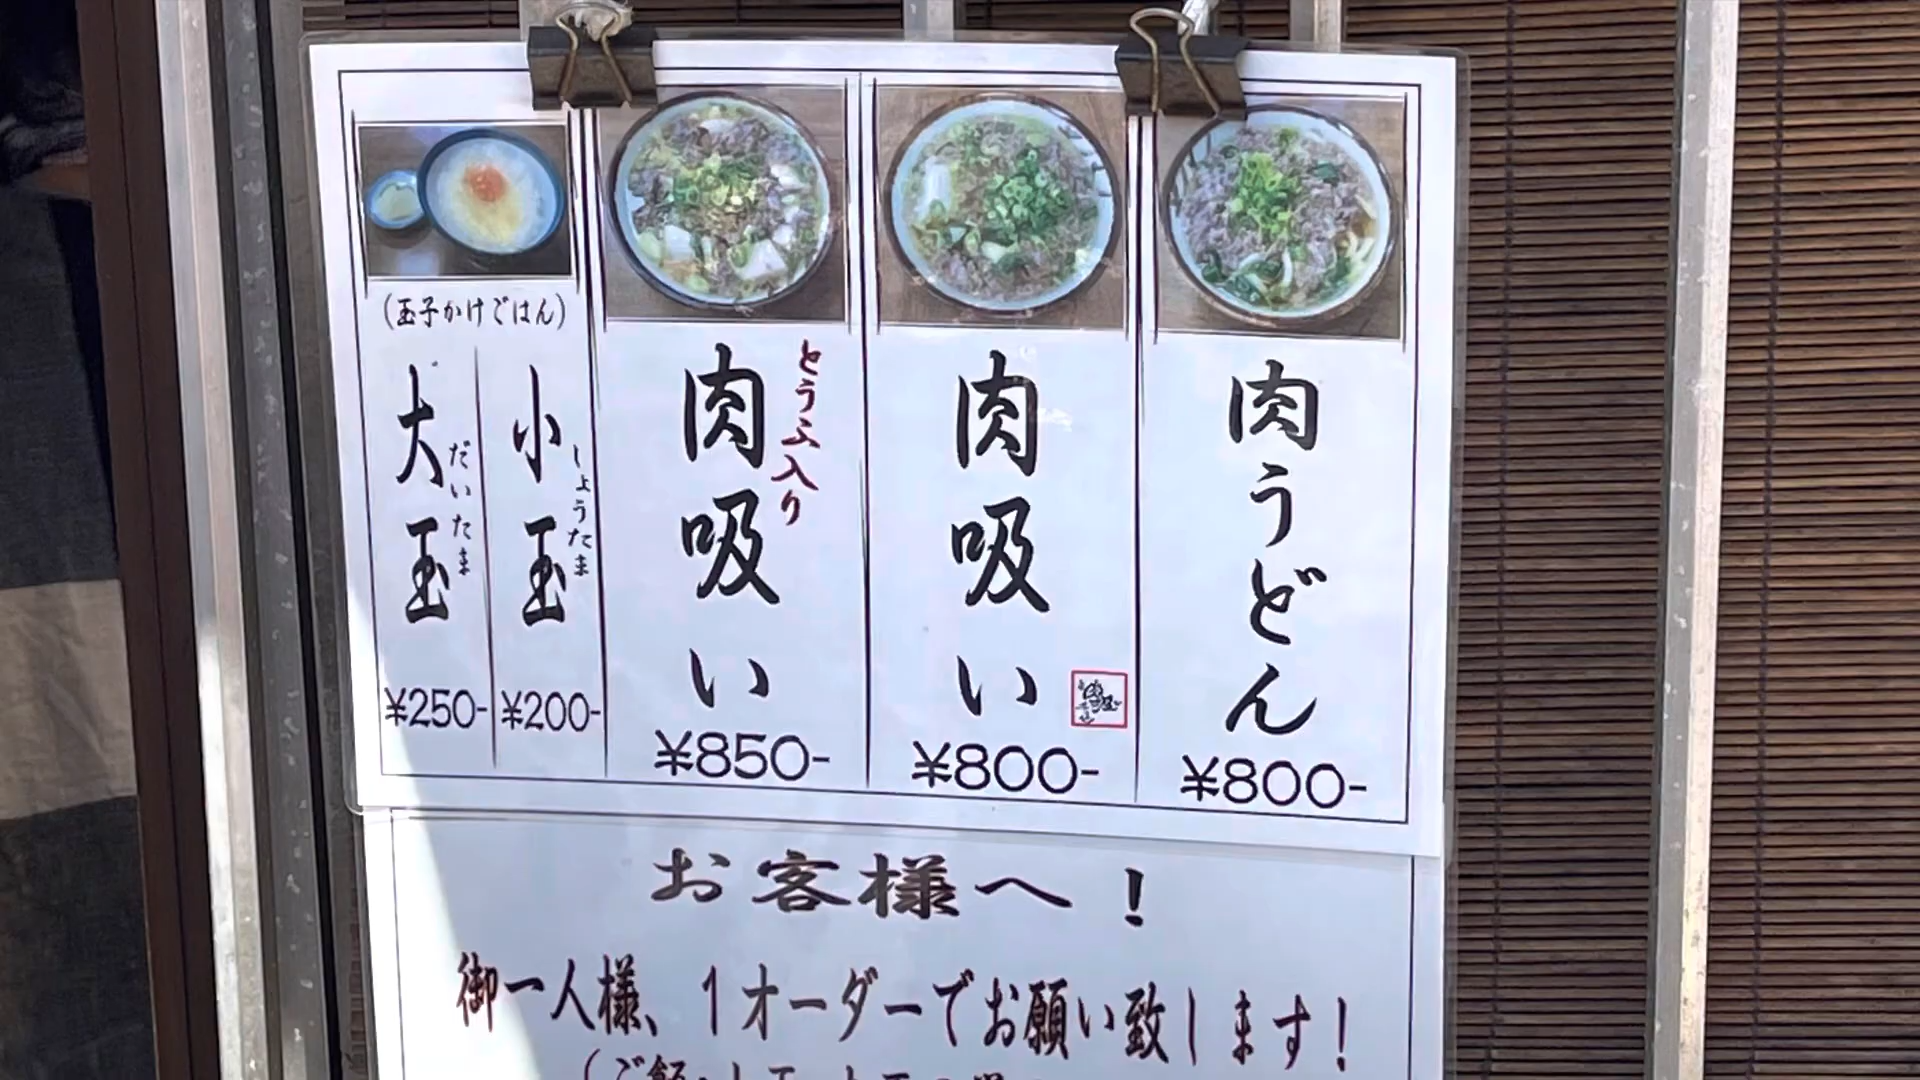 肉うどん
¥800-
肉吸い
¥800-
とうふ入り
肉吸い
¥850-
(玉子かけごはん)
小玉
しょうたま
¥200-
大玉
だいたま
¥250-
お客様へ!
御一人様、1オーダーでお願い致します!